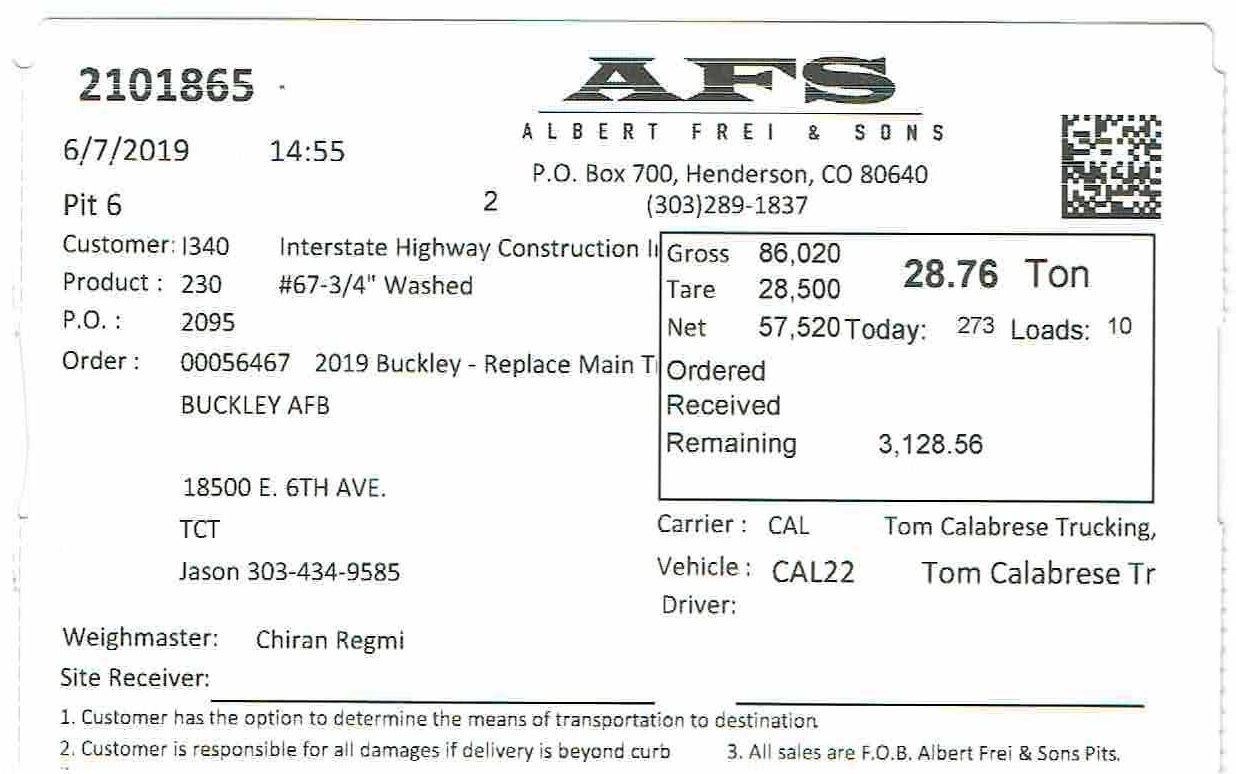 2101865
AFS
ALBERT FREI & SONS
6/7/2019 14:55
P.O. Box 700, Henderson, CO 80640
Pit 6 2 (303)289-1837
Customer: I340 Interstate Highway Construction I
Gross 86,020 28.76 Ton
Product : 230 #67-3/4" Washed
Tare 28,500
P.O. : 2095
Net 57,520 Today: 273 Loads: 10
Order : 00056467 2019 Buckley - Replace Main T
Ordered
BUCKLEY AFB
Received
Remaining 3,128.56
18500 E. 6TH AVE.
TCT
Carrier : CAL Tom Calabrese Trucking,
Jason 303-434-9585
Vehicle : CAL22 Tom Calabrese Tr
Driver:
Weighmaster: Chiran Regmi
Site Receiver:
1. Customer has the option to determine the means of transportation to destination
2. Customer is responsible for all damages if delivery is beyond curb 3. All sales are F.O.B. Albert Frei & Sons Pits.